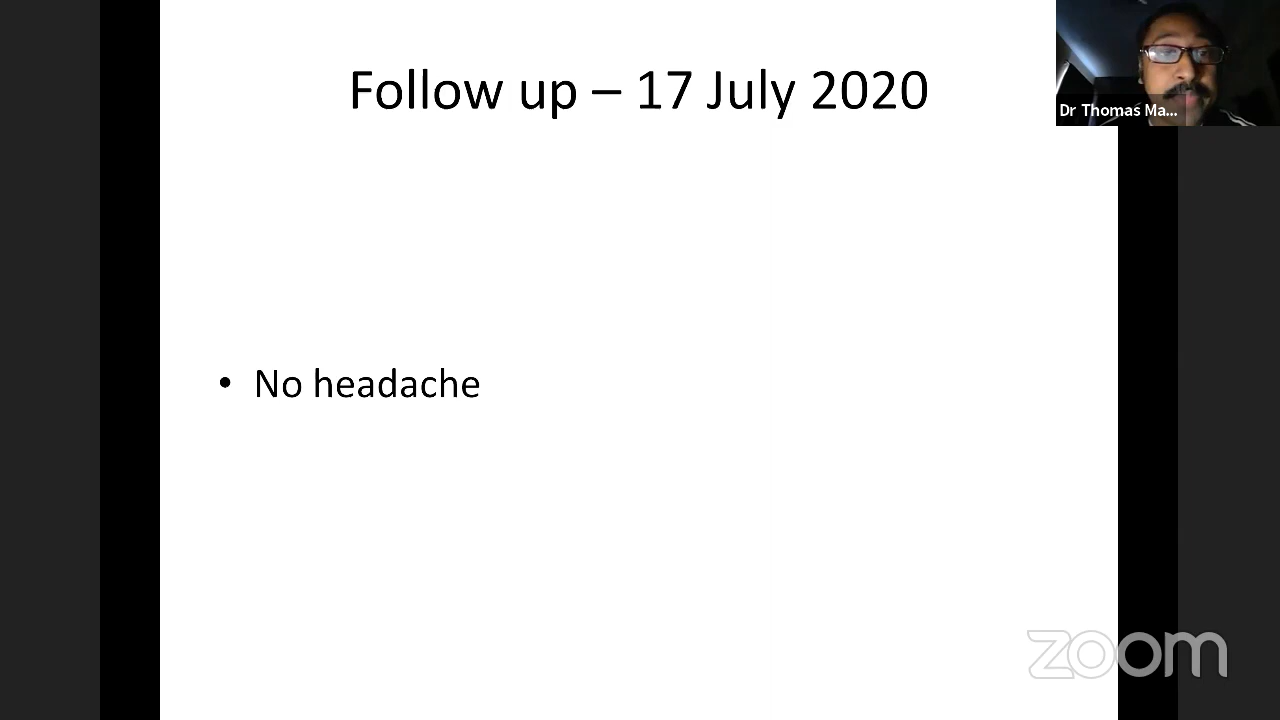 Follow up – 17 July 2020
Dr Thomas Ma...
• No headache
zoom